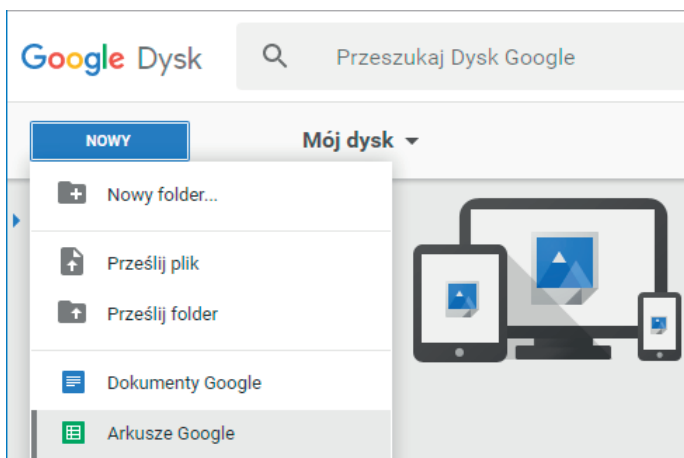 Google Dysk
Przeszukaj Dysk Google
NOWY
Mój dysk
Nowy folder...
Prześlij plik
Prześlij folder
Dokumenty Google
Arkusze Google